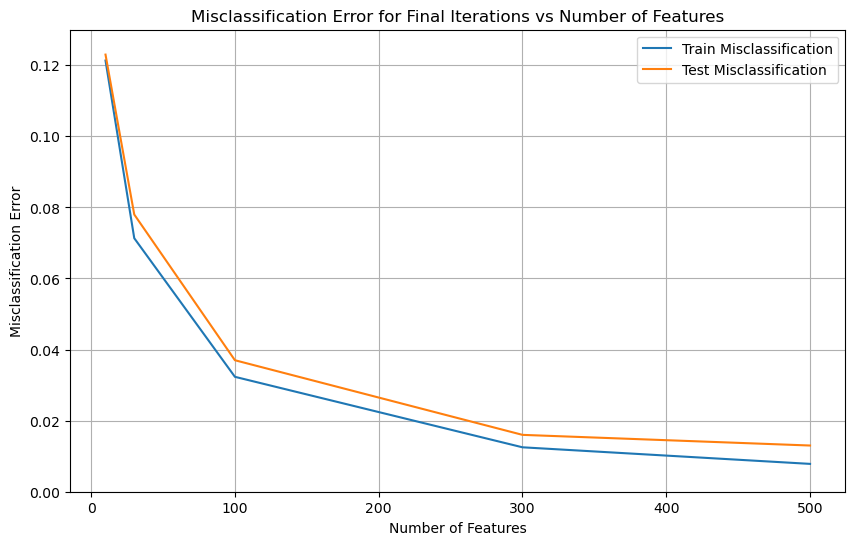 Misclassification Error for Final Iterations vs Number of Features
Train Misclassification
Test Misclassification
0.12
0.10
0.08
0.06
0.04
0.02
0.00
Misclassification Error
0
100
200
300
400
500
Number of Features